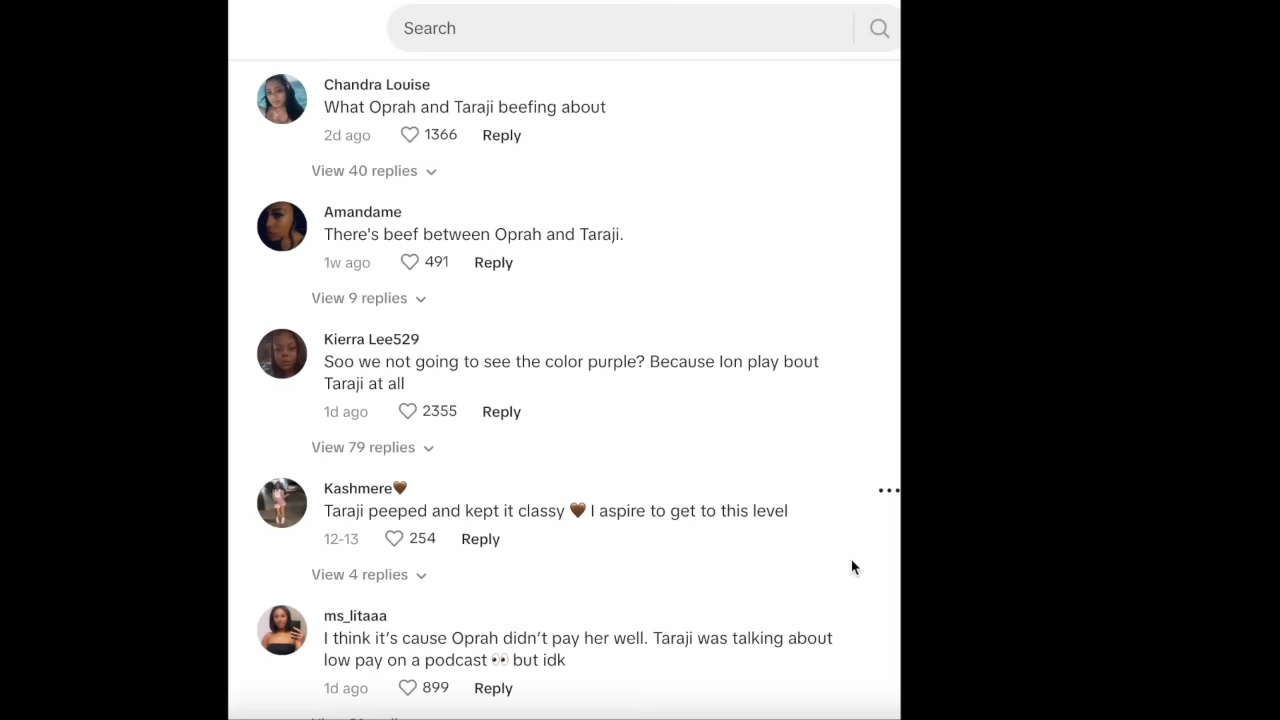 Search
Chandra Louise
What Oprah and Taraji beefing about
2d ago 1366 Reply
View 40 replies
Amandame
There's beef between Oprah and Taraji.
1w ago 491 Reply
View 9 replies
Kierra Lee529
Soo we not going to see the color purple? Because Ion play bout
Taraji at all
1d ago 2355 Reply
View 79 replies
Kashmere🤎
Taraji peeped and kept it classy 🤎 I aspire to get to this level
12-13 254 Reply
View 4 replies
ms_litaaa
I think it’s cause Oprah didn’t pay her well. Taraji was talking about
low pay on a podcast 👀 but idk
1d ago 899 Reply